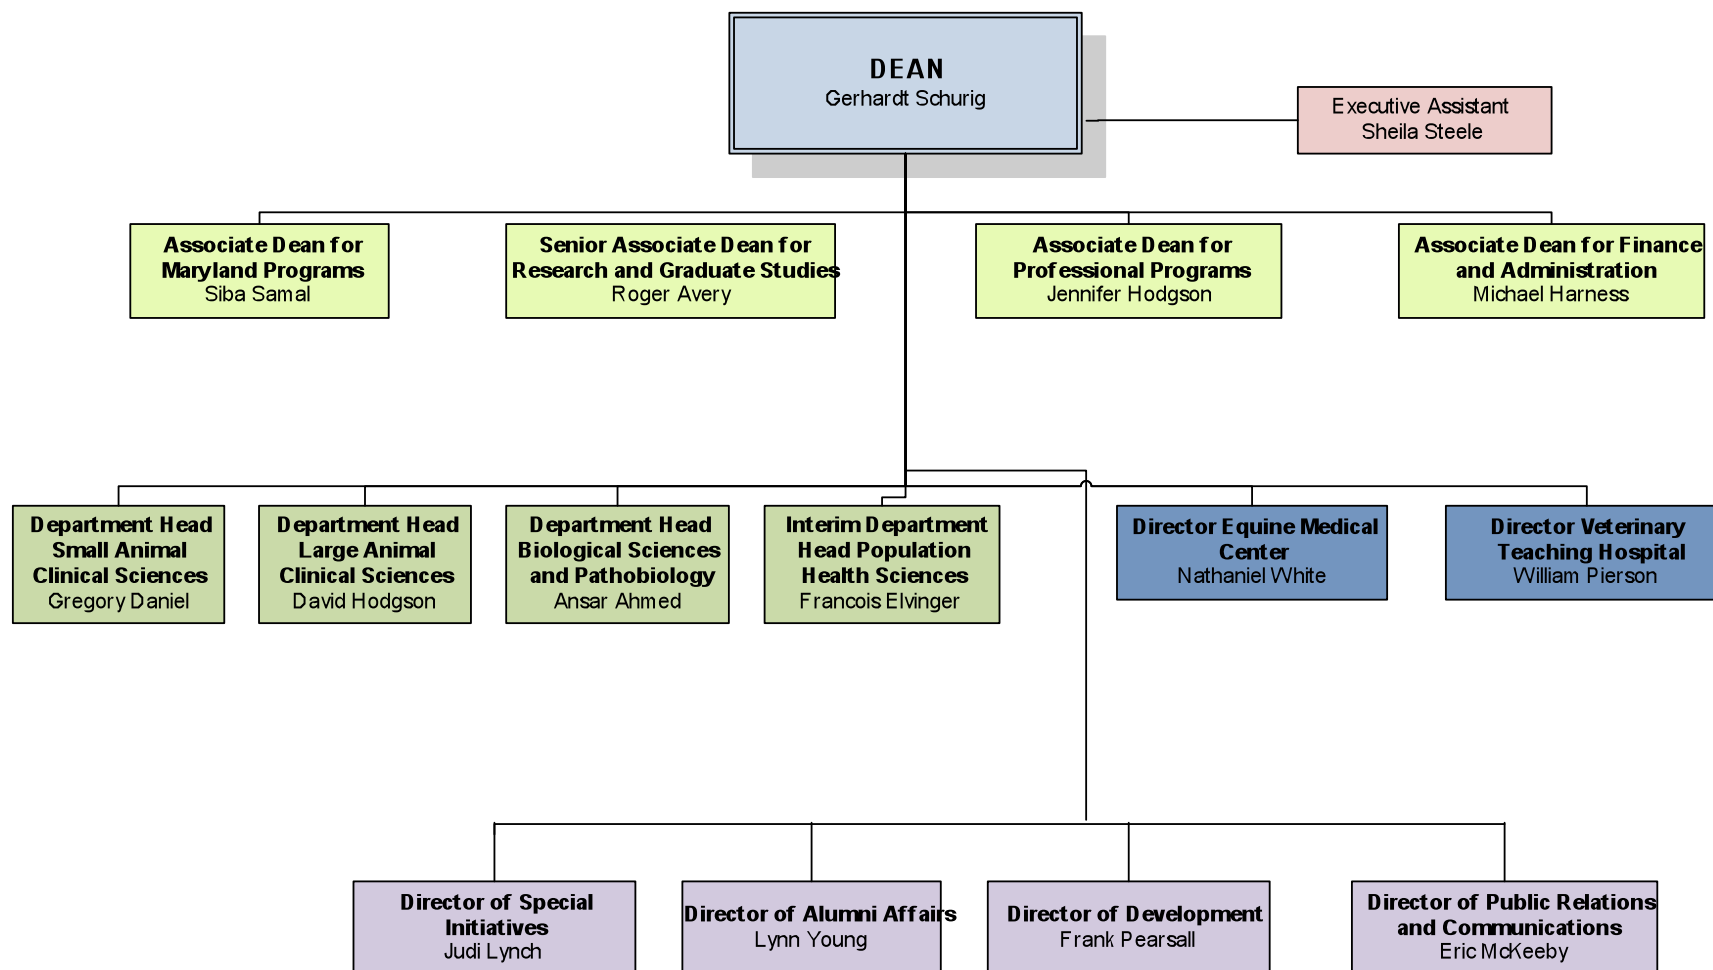 DEAN
Gerhardt Schurig
Executive Assistant
Sheila Steele
Associate Dean for
Maryland Programs
Siba Samal
Senior Associate Dean for
Research and Graduate Studies
Roger Avery
Associate Dean for
Professional Programs
Jennifer Hodgson
Associate Dean for Finance
and Administration
Michael Harness
Department Head
Small Animal
Clinical Sciences
Gregory Daniel
Department Head
Large Animal
Clinical Sciences
David Hodgson
Department Head
Biological Sciences
and Pathobiology
Ansar Ahmed
Interim Department
Head Population
Health Sciences
Francois Elvinger
Director Equine Medical
Center
Nathaniel White
Director Veterinary
Teaching Hospital
William Pierson
Director of Special
Initiatives
Judi Lynch
Director of Alumni Affairs
Lynn Young
Director of Development
Frank Pearsall
Director of Public Relations
and Communications
Eric McKeeby